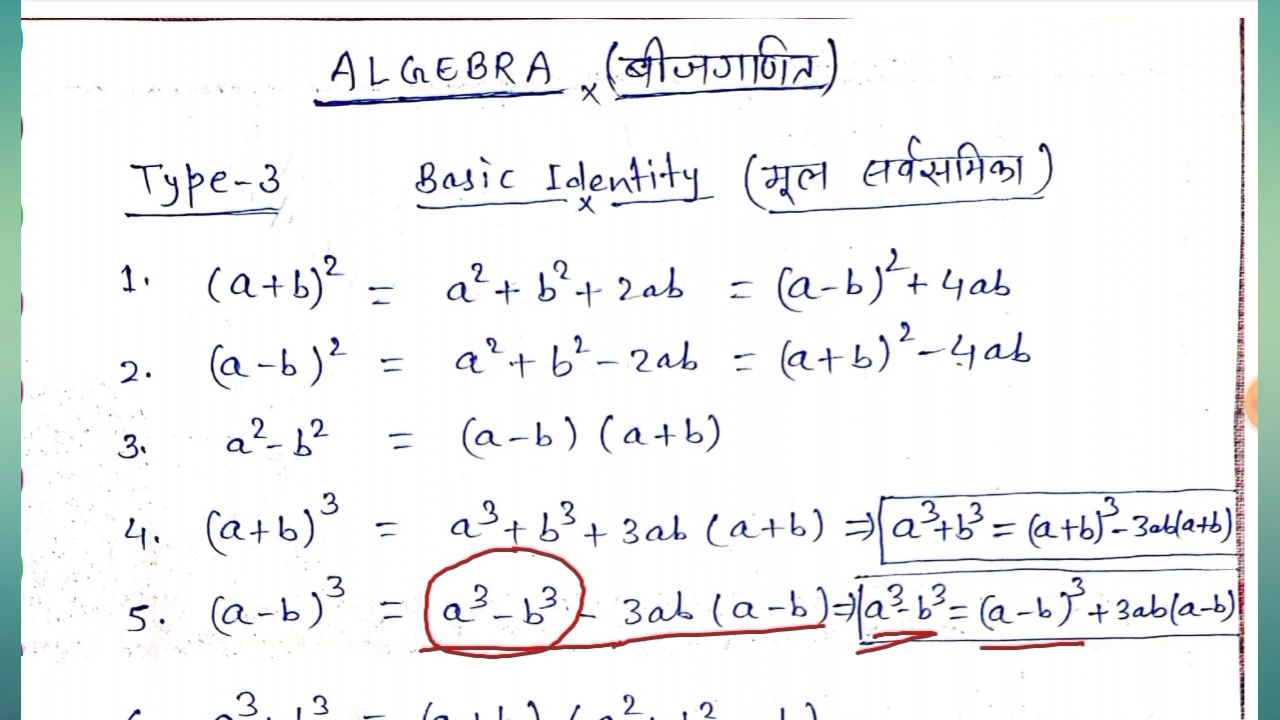 ALGEBRA (बीजगणित)
Type-3 Basic Identity (मूल सर्वसमिका)
1. (a+b)² = a²+b²+2ab = (a-b)²+4ab
2. (a-b)² = a²+b²-2ab = (a+b)²-4ab
3. a²-b² = (a-b)(a+b)
4. (a+b)³ = a³+b³+3ab(a+b) ⇒ a³+b³=(a+b)³-3ab(a+b)
5. (a-b)³ = a³-b³-3ab(a-b) ⇒ a³-b³=(a-b)³+3ab(a-b)